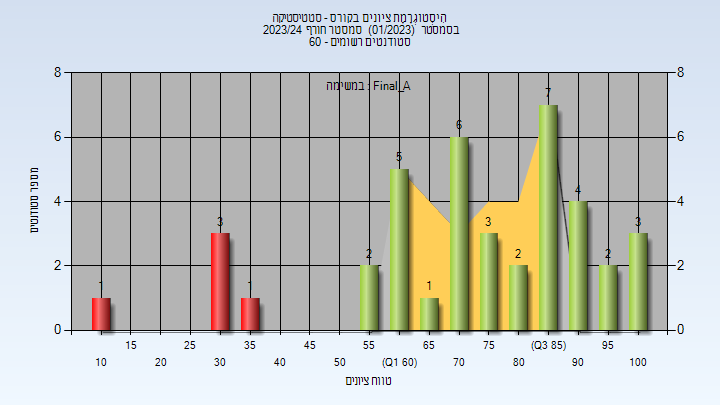 היסטוגרמת ציונים בקורס - סטטיסטיקה
בסמסטר (01/2023) סמסטר חורף 2023/24
סטודנטים רשומים - 60
במשימה : Final_A
מספר סטודנטים
8 8
6 6
4 4
2 2
0 0
1 3 1 2 5 1 6 3 2 7 4 2 3
15 25 35 45 55 65 75 (Q3 85) 95
10 20 30 40 50 (Q1 60) 70 80 90 100
טווח ציונים